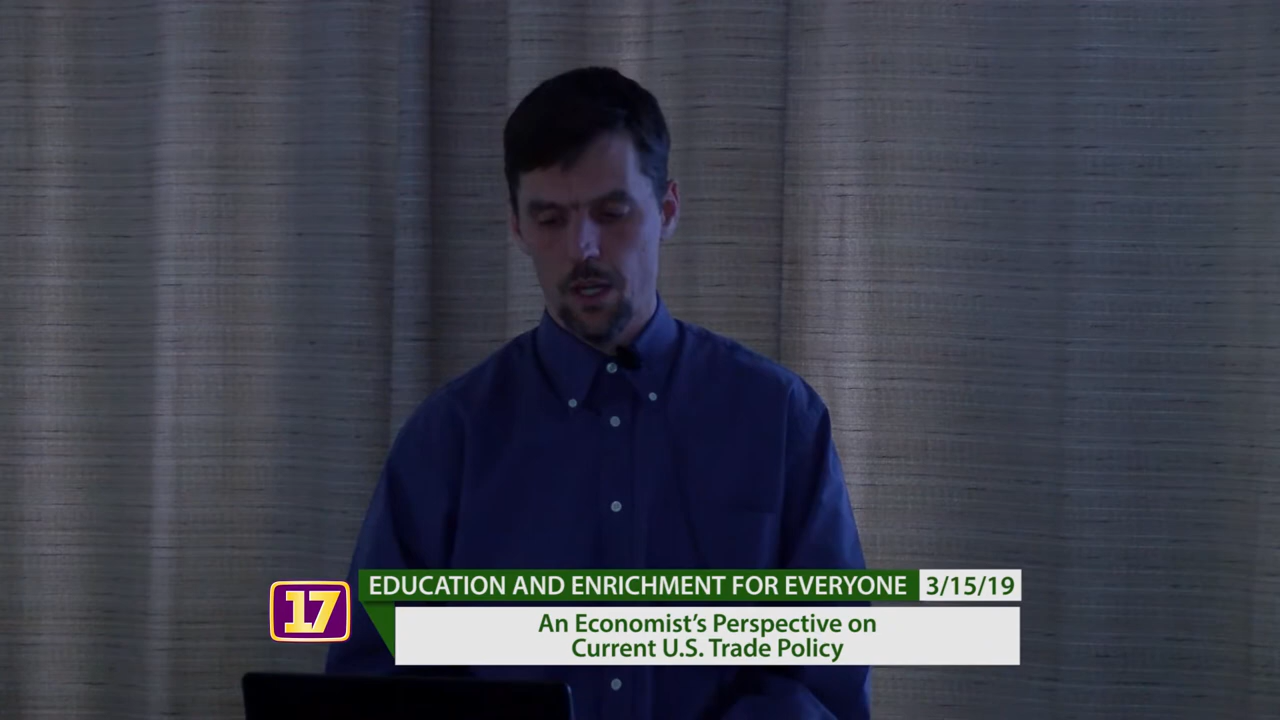 17
EDUCATION AND ENRICHMENT FOR EVERYONE 3/15/19
An Economist's Perspective on
Current U.S. Trade Policy